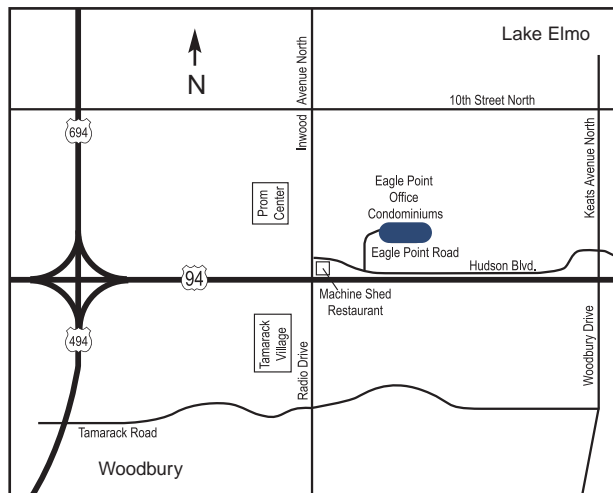 Lake Elmo
N
Inwood Avenue North
10th Street North
Keats Avenue North
694
Prom
Center
Eagle Point
Office
Condominiums
Eagle Point Road
Hudson Blvd.
94
Machine Shed
Restaurant
494
Tamarack
Village
Radio Drive
Woodbury Drive
Tamarack Road
Woodbury